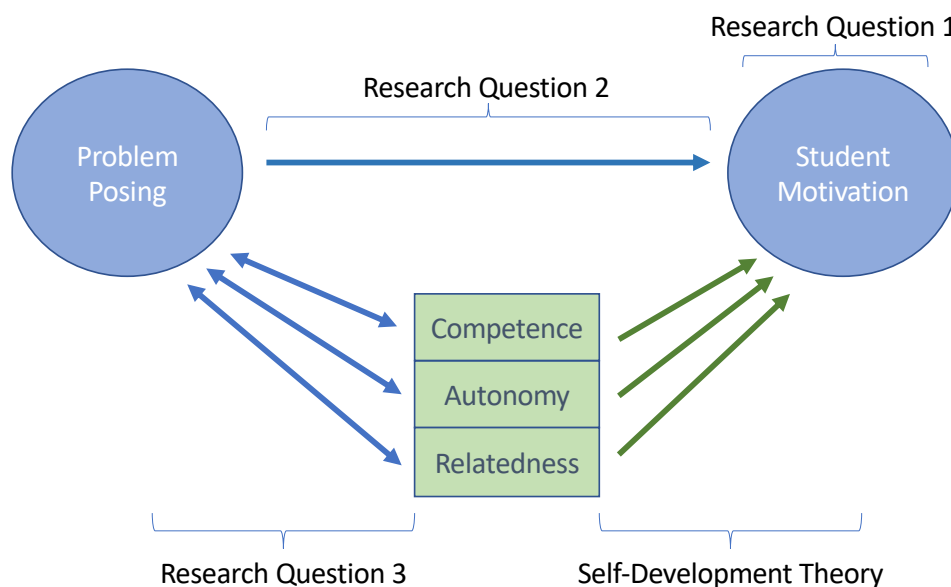 Research Question 1
Research Question 2
Problem
Posing
Student
Motivation
Competence
Autonomy
Relatedness
Research Question 3
Self-Development Theory